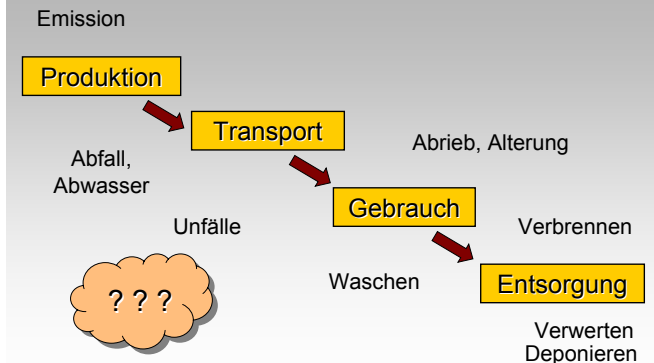 Emission
Produktion
Transport
Abfall,
Abwasser
Abrieb, Alterung
Gebrauch
Unfälle
Verbrennen
Waschen
Entsorgung
? ? ?
Verwerten
Deponieren